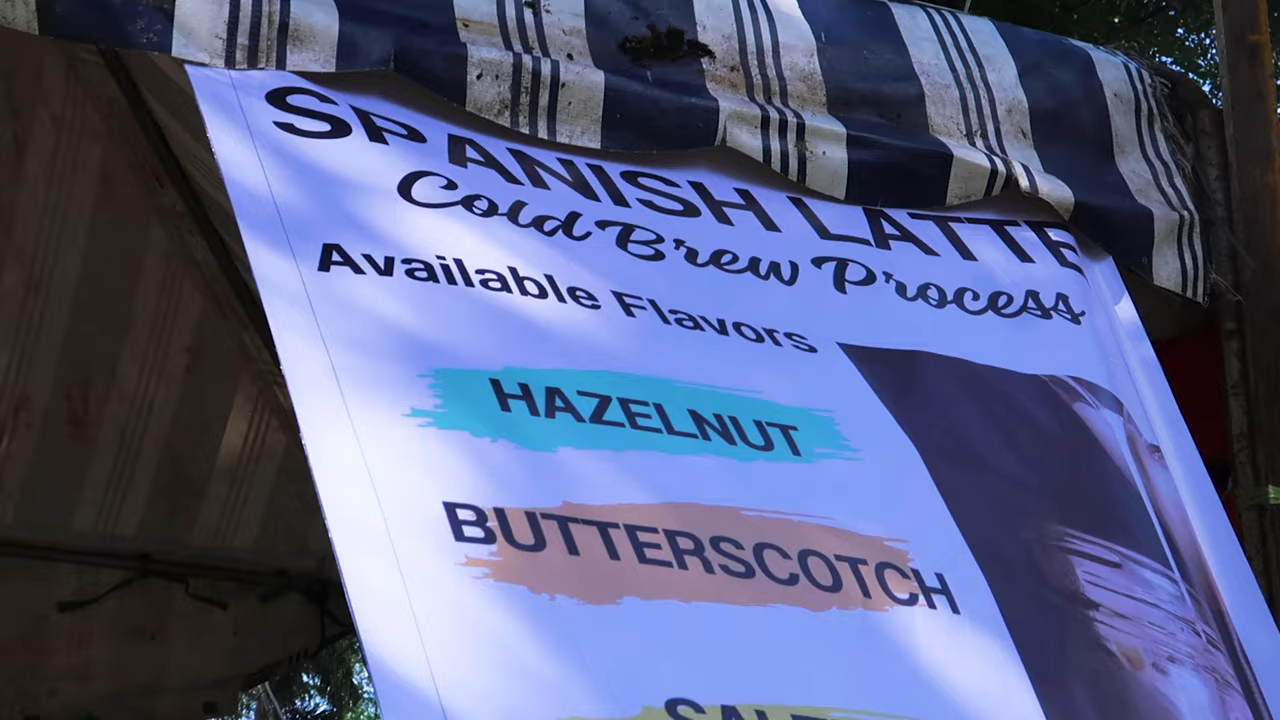 SPANISH LATTE
Cold Brew Process
Available Flavors
HAZELNUT
BUTTERSCOTCH